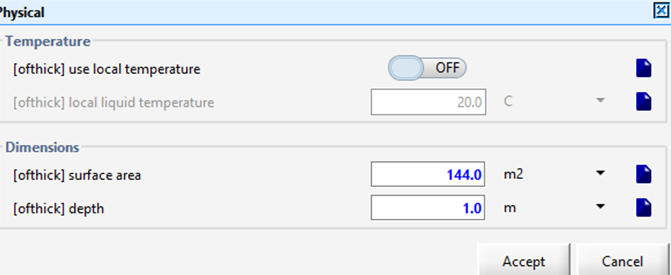 Physical
Temperature
[ofthick] use local temperature OFF
[ofthick] local liquid temperature 20.0 C
Dimensions
[ofthick] surface area 144.0 m2
[ofthick] depth 1.0 m
Accept Cancel